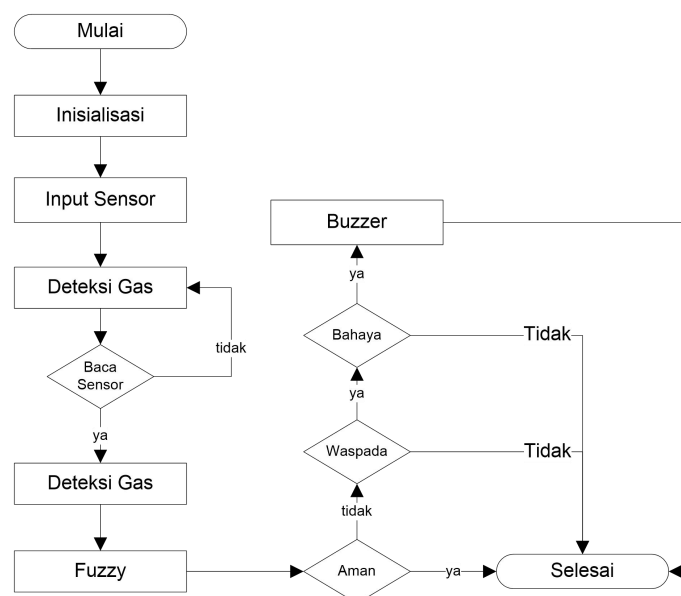 Mulai
Inisialisasi
Input Sensor
Deteksi Gas
tidak
Baca
Sensor
ya
Deteksi Gas
Fuzzy
Buzzer
ya
Bahaya
Tidak
ya
Waspada
Tidak
tidak
Aman
ya
Selesai